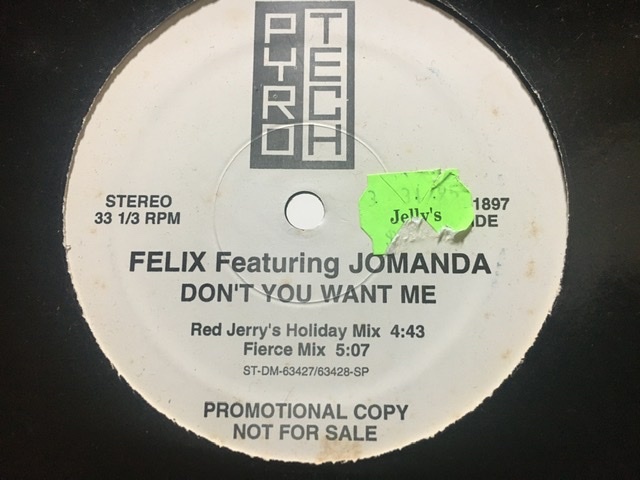 PYRO
TECH
STEREO
33 1/3 RPM
1897
Jelly's
DE
FELIX Featuring JOMANDA
DON'T YOU WANT ME
Red Jerry's Holiday Mix 4:43
Fierce Mix 5:07
ST-DM-63427/63428-SP
PROMOTIONAL COPY
NOT FOR SALE